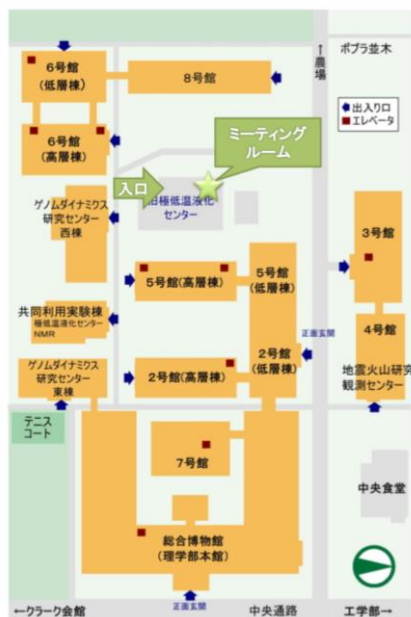 ポプラ並木
↑農場
出入り口
エレベータ
6号館
(低層棟)
8号館
6号館
(高層棟)
ミーティング
ルーム
入口
旧極低温液化
センター
ゲノムダイナミクス
研究センター
西棟
3号館
5号館(高層棟)
5号館
(低層棟)
共同利用実験棟
極低温液化センター
NMR
正面玄関
4号館
地震火山研究
観測センター
ゲノムダイナミクス
研究センター
東棟
2号館(高層棟)
2号館
(低層棟)
テニス
コート
7号館
中央食堂
総合博物館
(理学部本館)
←クラーク会館
正面玄関
中央通路
工学部→